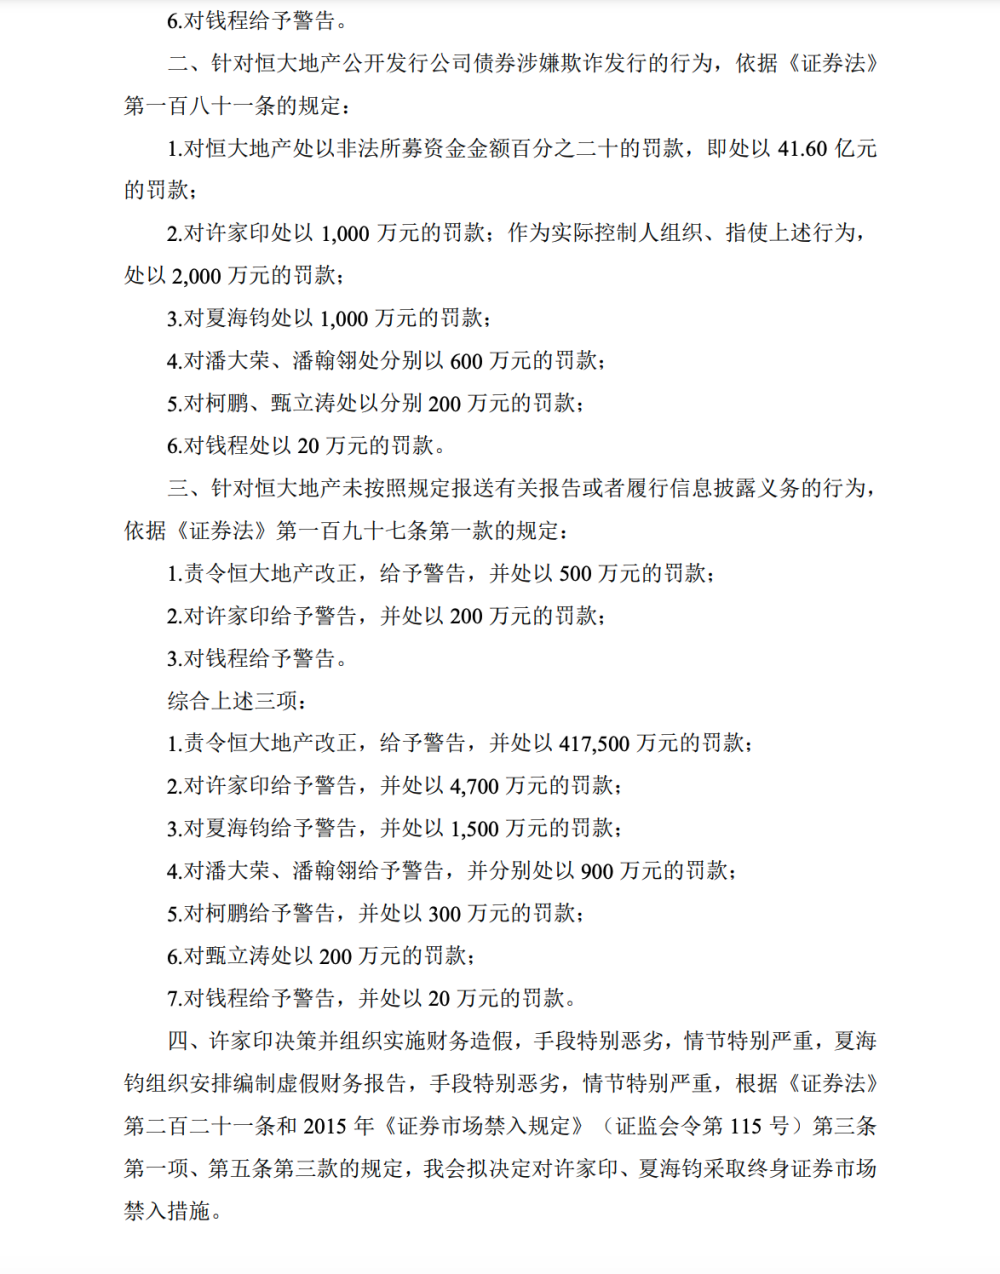 6.对钱程给予警告。
二、针对恒大地产公开发行公司债券涉嫌欺诈发行的行为，依据《证券法》
第一百八十一条的规定：
1.对恒大地产处以非法所募资金金额百分之二十的罚款，即处以 41.60 亿元
的罚款；
2.对许家印处以 1,000 万元的罚款；作为实际控制人组织、指使上述行为，
处以 2,000 万元的罚款；
3.对夏海钧处以 1,000 万元的罚款；
4.对潘大荣、潘翰翎处分别以 600 万元的罚款；
5.对柯鹏、甄立涛处以分别 200 万元的罚款；
6.对钱程处以 20 万元的罚款。
三、针对恒大地产未按照规定报送有关报告或者履行信息披露义务的行为，
依据《证券法》第一百九十七条第一款的规定：
1.责令恒大地产改正，给予警告，并处以 500 万元的罚款；
2.对许家印给予警告，并处以 200 万元的罚款；
3.对钱程给予警告。
综合上述三项：
1.责令恒大地产改正，给予警告，并处以 417,500 万元的罚款；
2.对许家印给予警告，并处以 4,700 万元的罚款；
3.对夏海钧给予警告，并处以 1,500 万元的罚款；
4.对潘大荣、潘翰翎给予警告，并分别处以 900 万元的罚款；
5.对柯鹏给予警告，并处以 300 万元的罚款；
6.对甄立涛处以 200 万元的罚款；
7.对钱程给予警告，并处以 20 万元的罚款。
四、许家印决策并组织实施财务造假，手段特别恶劣，情节特别严重，夏海
钧组织安排编制虚假财务报告，手段特别恶劣，情节特别严重，根据《证券法》
第二百二十一条和 2015 年《证券市场禁入规定》（证监会令第 115 号）第三条
第一项、第五条第三款的规定，我会拟决定对许家印、夏海钧采取终身证券市场
禁入措施。